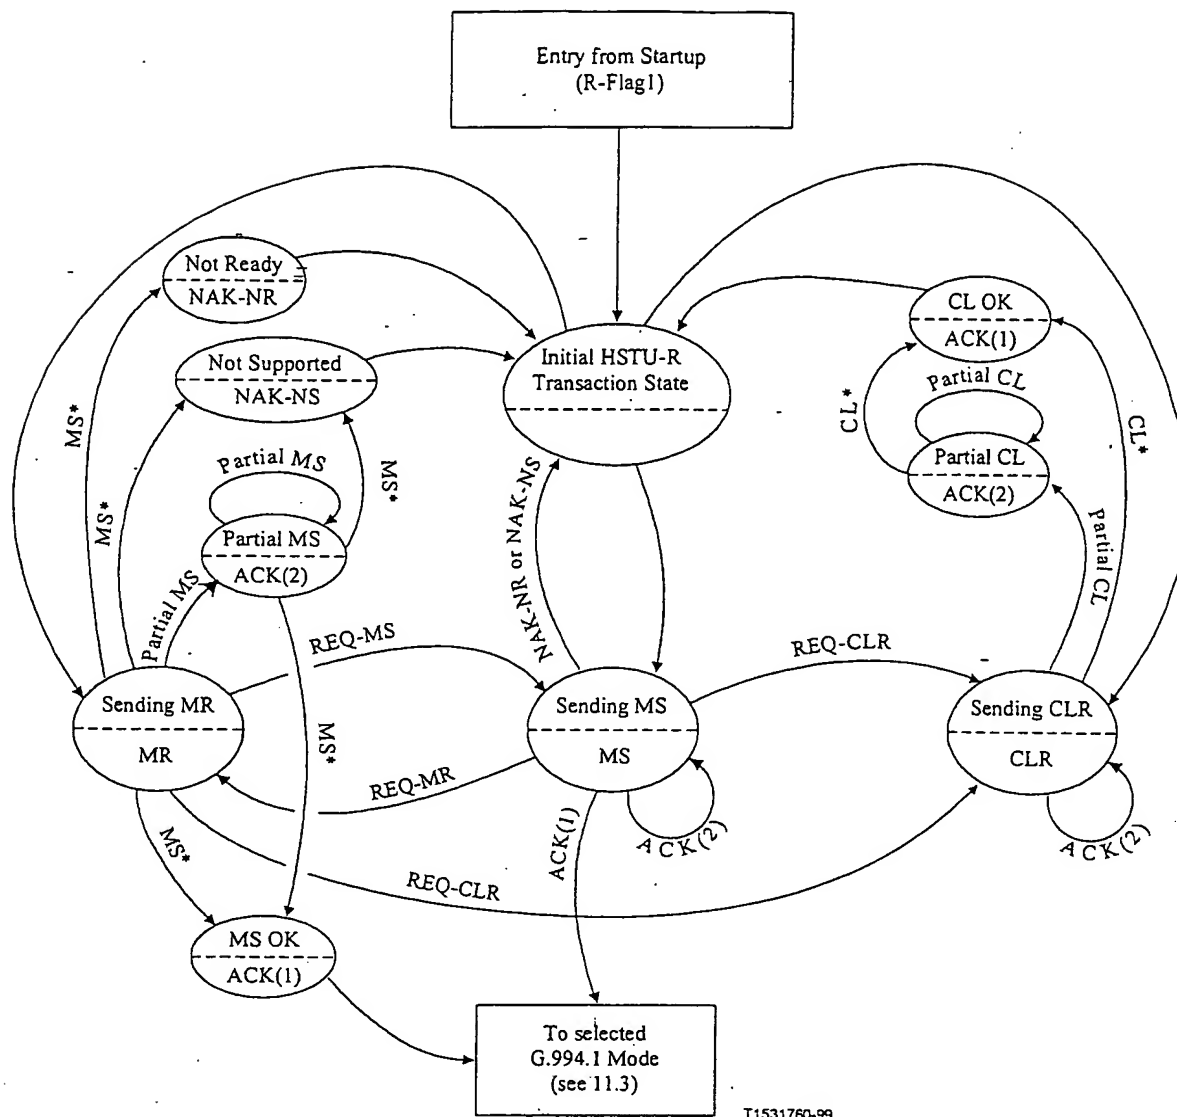 Entry from Startup
(R-Flag1)
Not Ready
NAK-NR
CL OK
ACK(1)
Initial HSTU-R
Transaction State
Not Supported
NAK-NS
Partial CL
CL*
CL*
MS*
MS*
Partial MS
MS*
NAK-NR or NAK-NS
Partial CL
ACK(2)
Partial CL
Partial MS
ACK(2)
Partial MS
REQ-MS
REQ-CLR
Sending MR
MR
Sending MS
MS
Sending CLR
CLR
MS*
REQ-MR
MS*
ACK(1)
ACK(2)
ACK(2)
REQ-CLR
MS OK
ACK(1)
To selected
G.994.1 Mode
(see 11.3)
T1531760-99